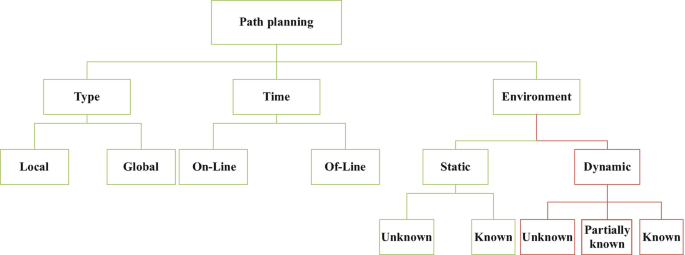 Path planning
Type
Time
Environment
Local
Global
On-Line
Of-Line
Static
Dynamic
Unknown
Known
Unknown
Partially
known
Known